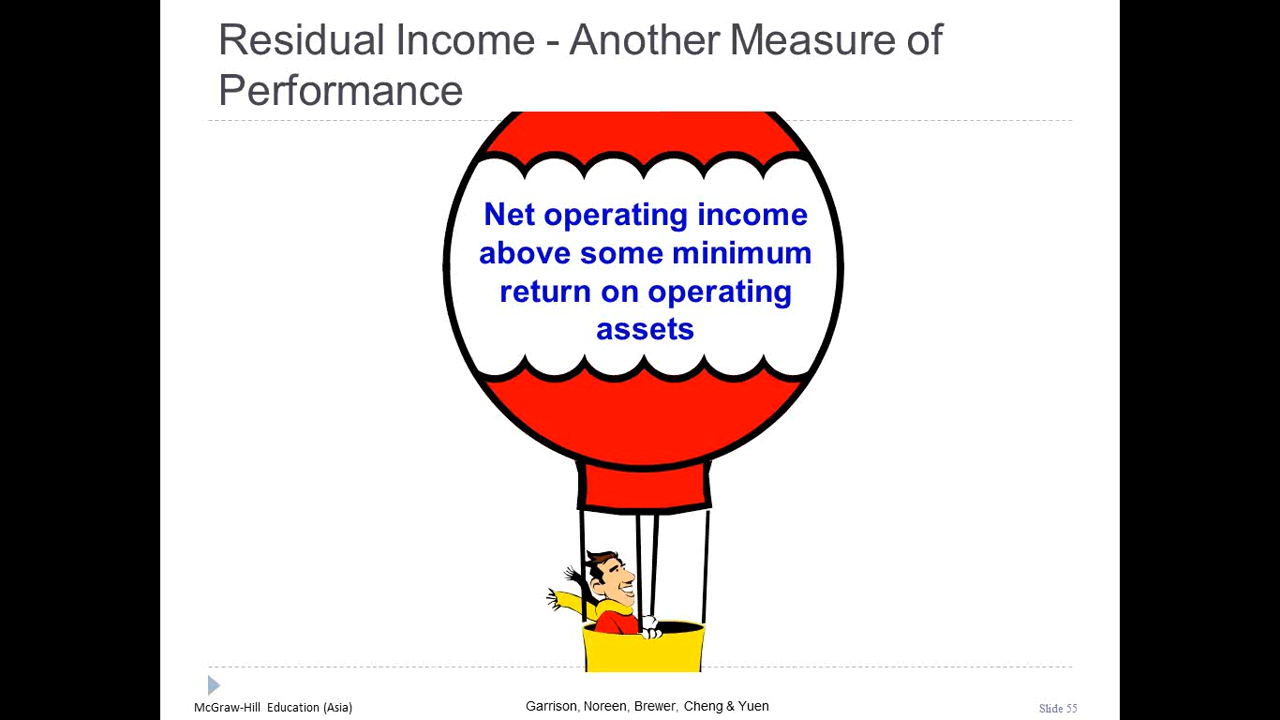 Residual Income - Another Measure of
Performance
Net operating income
above some minimum
return on operating
assets
McGraw-Hill Education (Asia)
Garrison, Noreen, Brewer, Cheng & Yuen
Slide 55